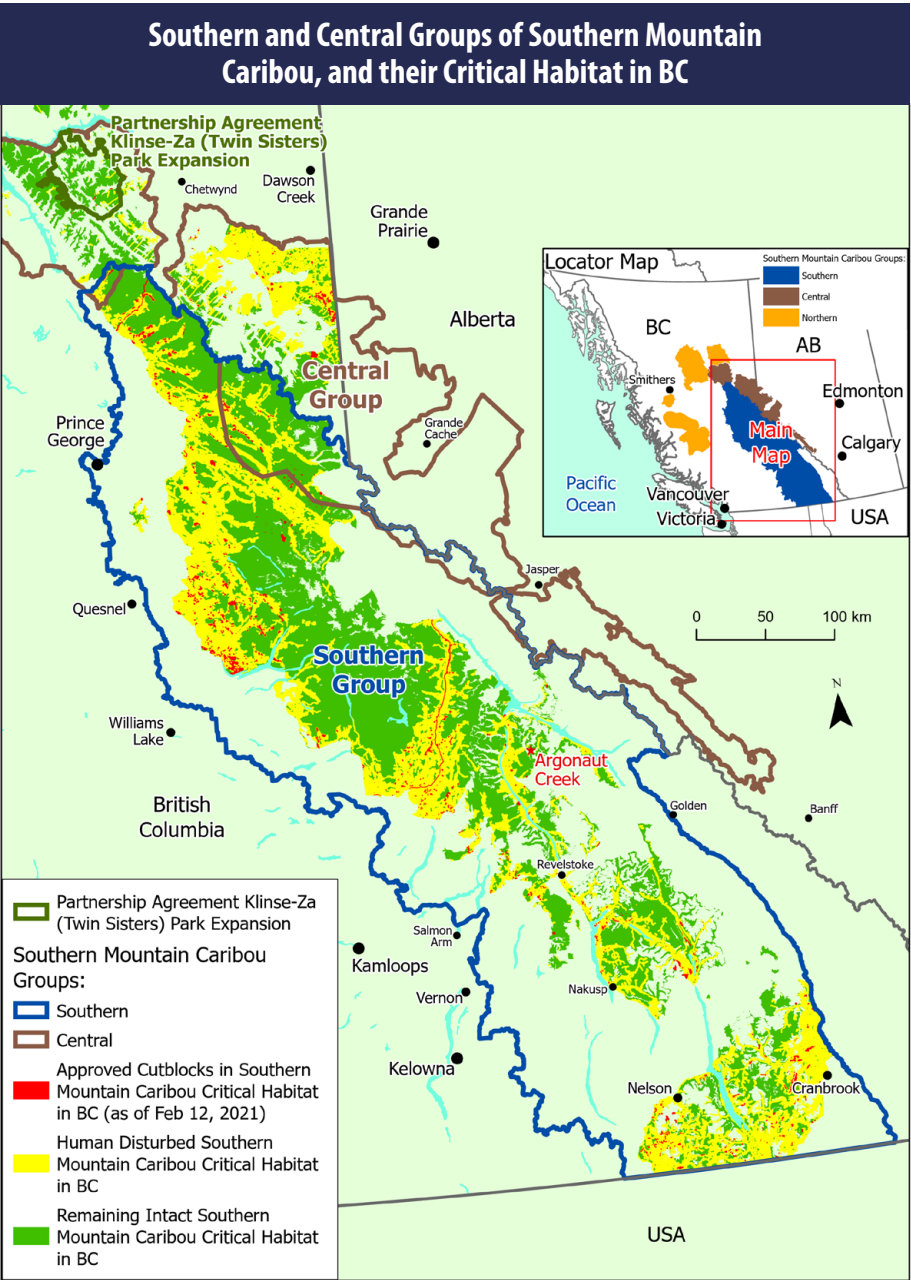 Southern and Central Groups of Southern Mountain
Caribou, and their Critical Habitat in BC
Partnership Agreement
Klinse-Za (Twin Sisters)
Park Expansion
Chetwynd
Dawson
Creek
Grande
Prairie
Alberta
Central
Group
Grande
Cache
Prince
George
Jasper
Quesnel
Southern
Group
Williams
Lake
Argonaut
Creek
British
Columbia
Golden
Banff
Revelstoke
Salmon
Arm
Kamloops
Vernon
Nakusp
Kelowna
Nelson
Cranbrook
USA
Locator Map
Southern Mountain Caribou Groups:
Southern
Central
Northern
BC
AB
Smithers
Edmonton
Main
Map
Calgary
Pacific
Ocean
Vancouver
Victoria
USA
0 50 100 km
N
Partnership Agreement Klinse-Za
(Twin Sisters) Park Expansion
Southern Mountain Caribou
Groups:
Southern
Central
Approved Cutblocks in Southern
Mountain Caribou Critical Habitat
in BC (as of Feb 12, 2021)
Human Disturbed Southern
Mountain Caribou Critical Habitat
in BC
Remaining Intact Southern
Mountain Caribou Critical Habitat
in BC